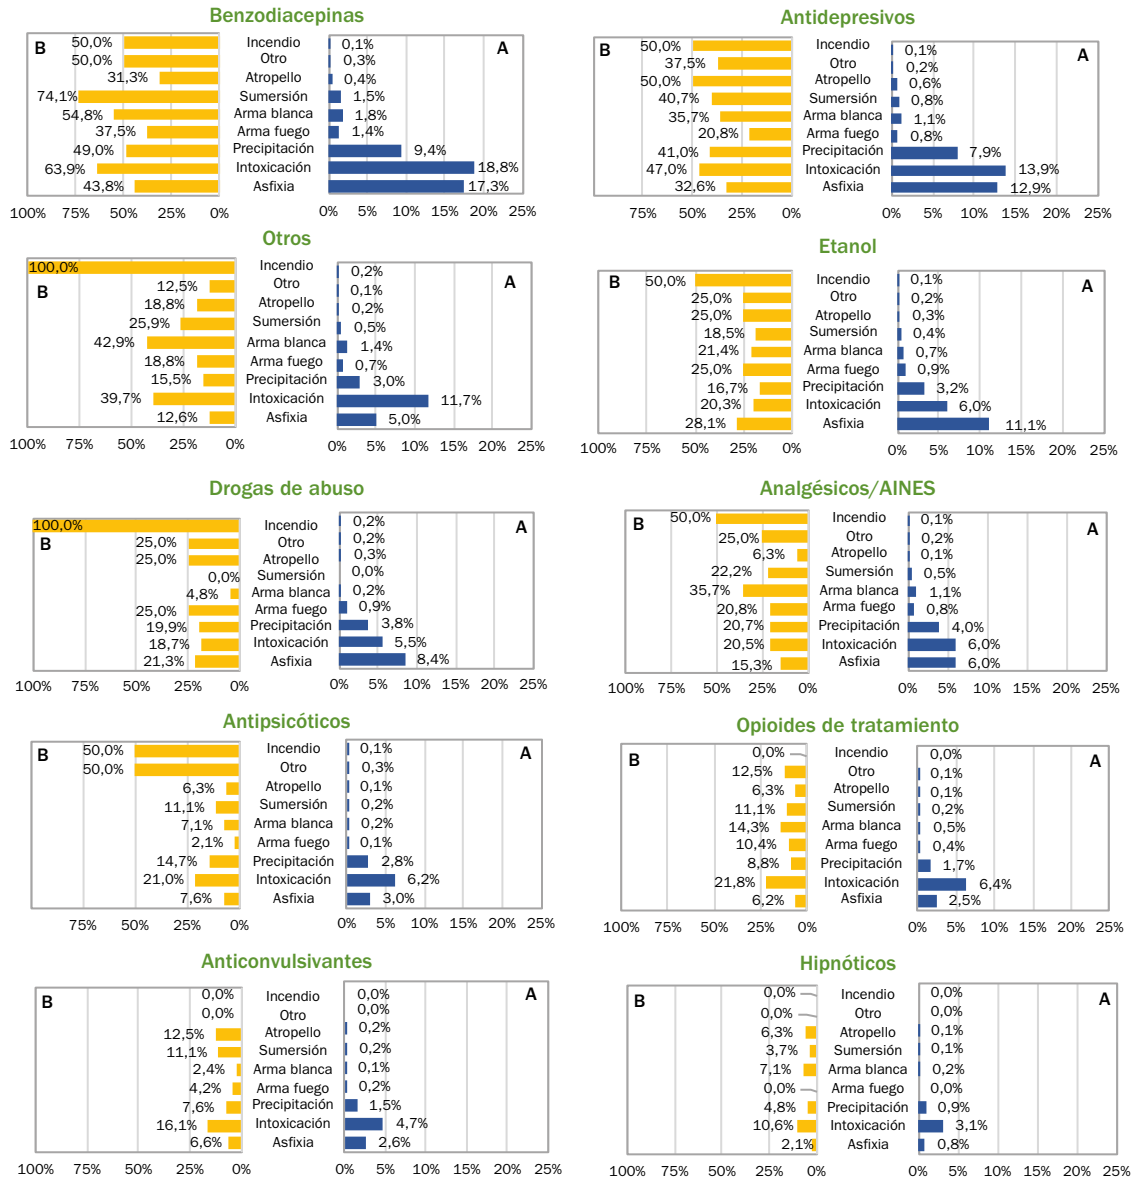 Benzodiacepinas
B
A
50,0% Incendio 0,1%
50,0% Otro 0,3%
31,3% Atropello 0,4%
74,1% Sumersión 1,5%
54,8% Arma blanca 1,8%
37,5% Arma fuego 1,4%
49,0% Precipitación 9,4%
63,9% Intoxicación 18,8%
43,8% Asfixia 17,3%
100% 75% 50% 25% 0% 0% 5% 10% 15% 20% 25%
Antidepresivos
B
A
50,0% Incendio 0,1%
37,5% Otro 0,2%
50,0% Atropello 0,6%
40,7% Sumersión 0,8%
35,7% Arma blanca 1,1%
20,8% Arma fuego 0,8%
41,0% Precipitación 7,9%
47,0% Intoxicación 13,9%
32,6% Asfixia 12,9%
75% 50% 25% 0% 0% 5% 10% 15% 20% 25%
Otros
100,0% Incendio 0,2%
B
A
12,5% Otro 0,1%
18,8% Atropello 0,2%
25,9% Sumersión 0,5%
42,9% Arma blanca 1,4%
18,8% Arma fuego 0,7%
15,5% Precipitación 3,0%
39,7% Intoxicación 11,7%
12,6% Asfixia 5,0%
100% 75% 50% 25% 0% 0% 5% 10% 15% 20% 25%
Etanol
B
A
50,0% Incendio 0,1%
25,0% Otro 0,2%
25,0% Atropello 0,3%
18,5% Sumersión 0,4%
21,4% Arma blanca 0,7%
25,0% Arma fuego 0,9%
16,7% Precipitación 3,2%
20,3% Intoxicación 6,0%
28,1% Asfixia 11,1%
100% 75% 50% 25% 0% 0% 5% 10% 15% 20% 25%
Drogas de abuso
100,0% Incendio 0,2%
B
A
25,0% Otro 0,2%
25,0% Atropello 0,3%
0,0% Sumersión 0,0%
4,8% Arma blanca 0,2%
25,0% Arma fuego 0,9%
19,9% Precipitación 3,8%
18,7% Intoxicación 5,5%
21,3% Asfixia 8,4%
100% 75% 50% 25% 0% 0% 5% 10% 15% 20% 25%
Analgésicos/AINES
B
A
50,0% Incendio 0,1%
25,0% Otro 0,2%
6,3% Atropello 0,1%
22,2% Sumersión 0,5%
35,7% Arma blanca 1,1%
20,8% Arma fuego 0,8%
20,7% Precipitación 4,0%
20,5% Intoxicación 6,0%
15,3% Asfixia 6,0%
100% 75% 50% 25% 0% 0% 5% 10% 15% 20% 25%
Antipsicóticos
B
A
50,0% Incendio 0,1%
50,0% Otro 0,3%
6,3% Atropello 0,1%
11,1% Sumersión 0,2%
7,1% Arma blanca 0,2%
2,1% Arma fuego 0,1%
14,7% Precipitación 2,8%
21,0% Intoxicación 6,2%
7,6% Asfixia 3,0%
75% 50% 25% 0% 0% 5% 10% 15% 20% 25%
Opioides de tratamiento
B
A
0,0% Incendio 0,0%
12,5% Otro 0,1%
6,3% Atropello 0,1%
11,1% Sumersión 0,2%
14,3% Arma blanca 0,5%
10,4% Arma fuego 0,4%
8,8% Precipitación 1,7%
21,8% Intoxicación 6,4%
6,2% Asfixia 2,5%
100% 75% 50% 25% 0% 0% 5% 10% 15% 20% 25%
Anticonvulsivantes
B
A
0,0% Incendio 0,0%
0,0% Otro 0,0%
12,5% Atropello 0,2%
11,1% Sumersión 0,2%
2,4% Arma blanca 0,1%
4,2% Arma fuego 0,2%
7,6% Precipitación 1,5%
16,1% Intoxicación 4,7%
6,6% Asfixia 2,6%
100% 75% 50% 25% 0% 0% 5% 10% 15% 20% 25%
Hipnóticos
B
A
0,0% Incendio 0,0%
0,0% Otro 0,0%
6,3% Atropello 0,1%
3,7% Sumersión 0,1%
7,1% Arma blanca 0,2%
0,0% Arma fuego 0,0%
4,8% Precipitación 0,9%
10,6% Intoxicación 3,1%
2,1% Asfixia 0,8%
100% 75% 50% 25% 0% 0% 5% 10% 15% 20% 25%